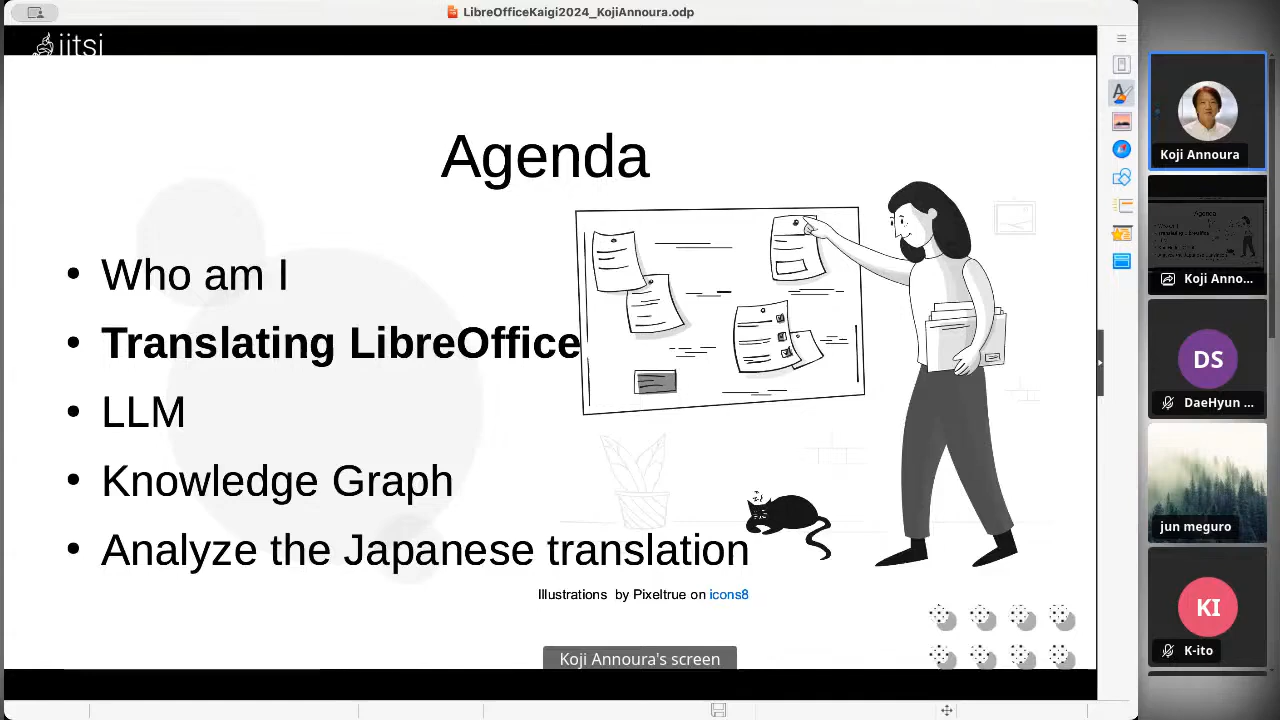 LibreOfficeKaigi2024_KojiAnnoura.odp
jitsi
Agenda
• Who am I
• Translating LibreOffice
• LLM
• Knowledge Graph
• Analyze the Japanese translation
Illustrations by Pixeltrue on icons8
Koji Annoura's screen
Koji Annoura
Koji Anno...
DS
DaeHyun ...
jun meguro
KI
K-ito